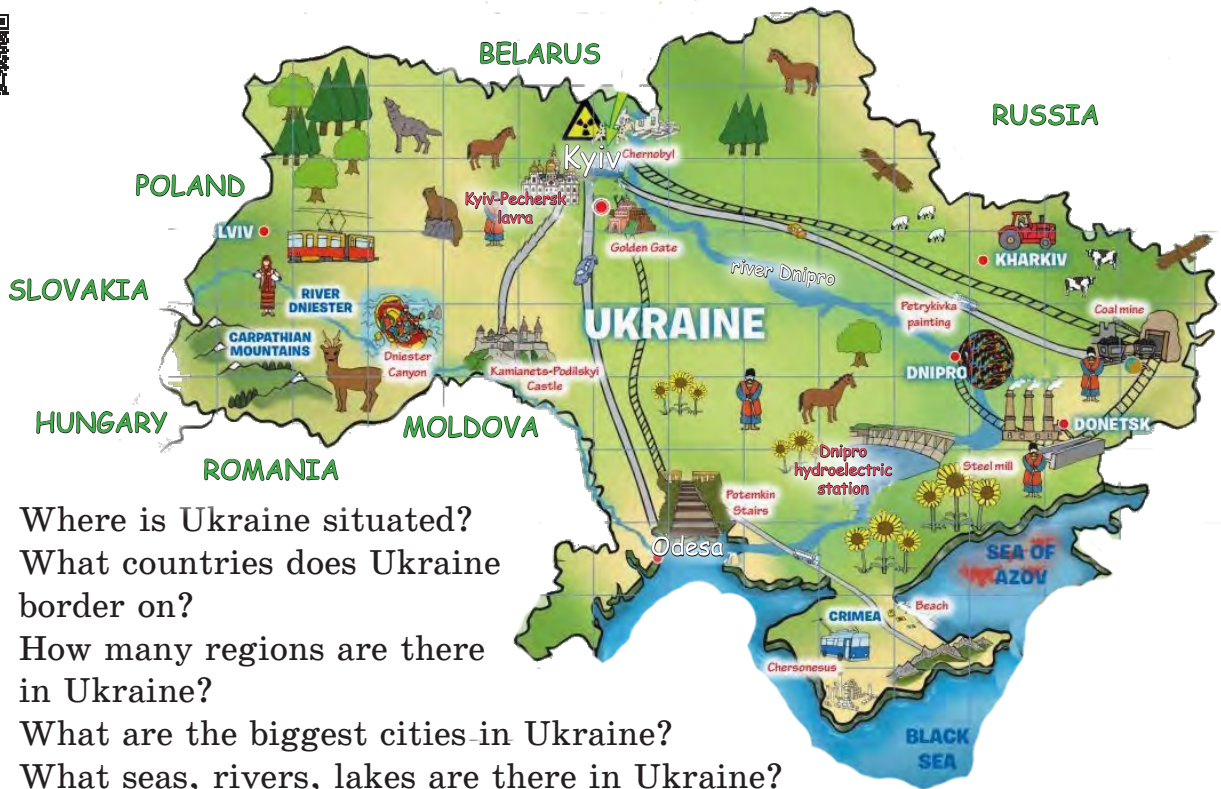 BELARUS
RUSSIA
Chernobyl
Kyiv
POLAND
Kyiv-Pechersk
lavra
LVIV
Golden Gate
KHARKIV
river Dnipro
SLOVAKIA
RIVER
DNIESTER
Petrykivka
painting
Coal mine
UKRAINE
CARPATHIAN
MOUNTAINS
Dniester
Canyon
Kamianets-Podilskyi
Castle
DNIPRO
HUNGARY
MOLDOVA
DONETSK
ROMANIA
Dnipro
hydroelectric
station
Steel mill
Potemkin
Stairs
Odesa
SEA OF
AZOV
Beach
CRIMEA
Chersonesus
BLACK
SEA
Where is Ukraine situated?
What countries does Ukraine
border on?
How many regions are there
in Ukraine?
What are the biggest cities in Ukraine?
What seas, rivers, lakes are there in Ukraine?